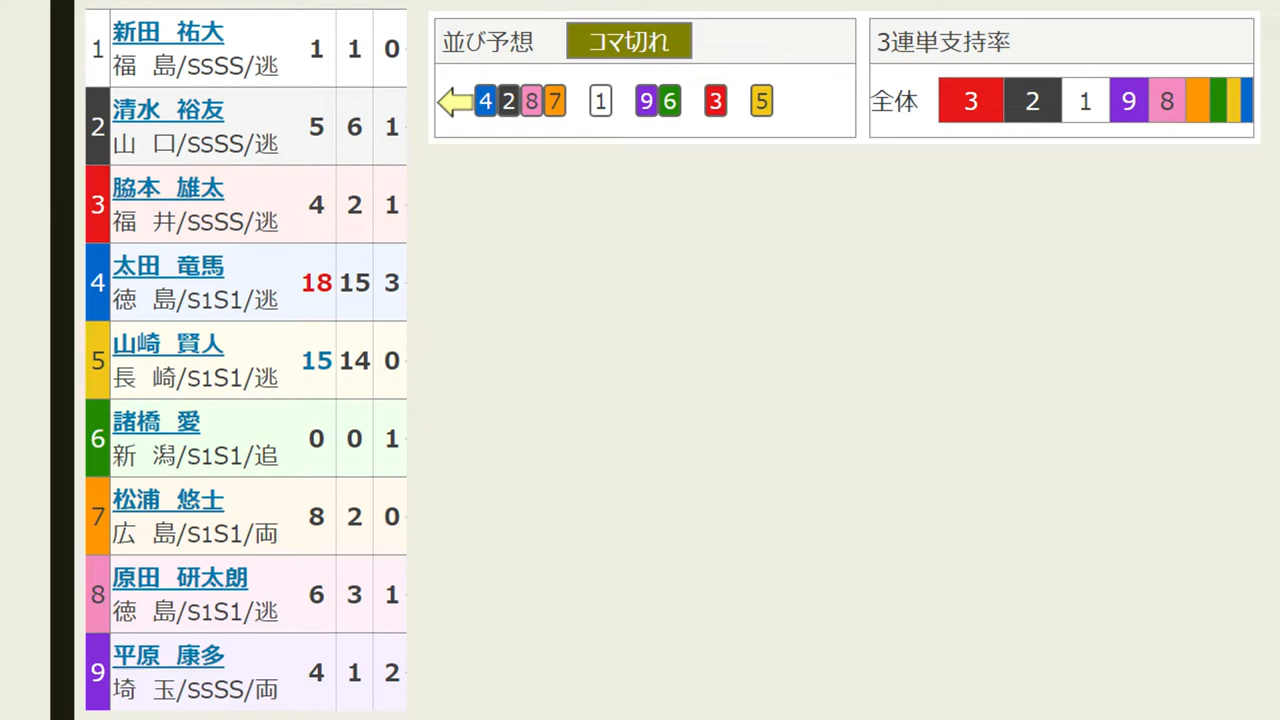 1 新田 祐大 1 1 0
福 島/SSSS/逃
2 清水 裕友 5 6 1
山 口/SSSS/逃
3 脇本 雄太 4 2 1
福 井/SSSS/逃
4 太田 竜馬 18 15 3
徳 島/S1S1/逃
5 山崎 賢人 15 14 0
長 崎/S1S1/逃
6 諸橋 愛 0 0 1
新 潟/S1S1/追
7 松浦 悠士 8 2 0
広 島/S1S1/両
8 原田 研太朗 6 3 1
徳 島/S1S1/逃
9 平原 康多 4 1 2
埼 玉/SSSS/両
並び予想 コマ切れ
4 2 8 7 1 9 6 3 5
3連単支持率
全体 3 2 1 9 8